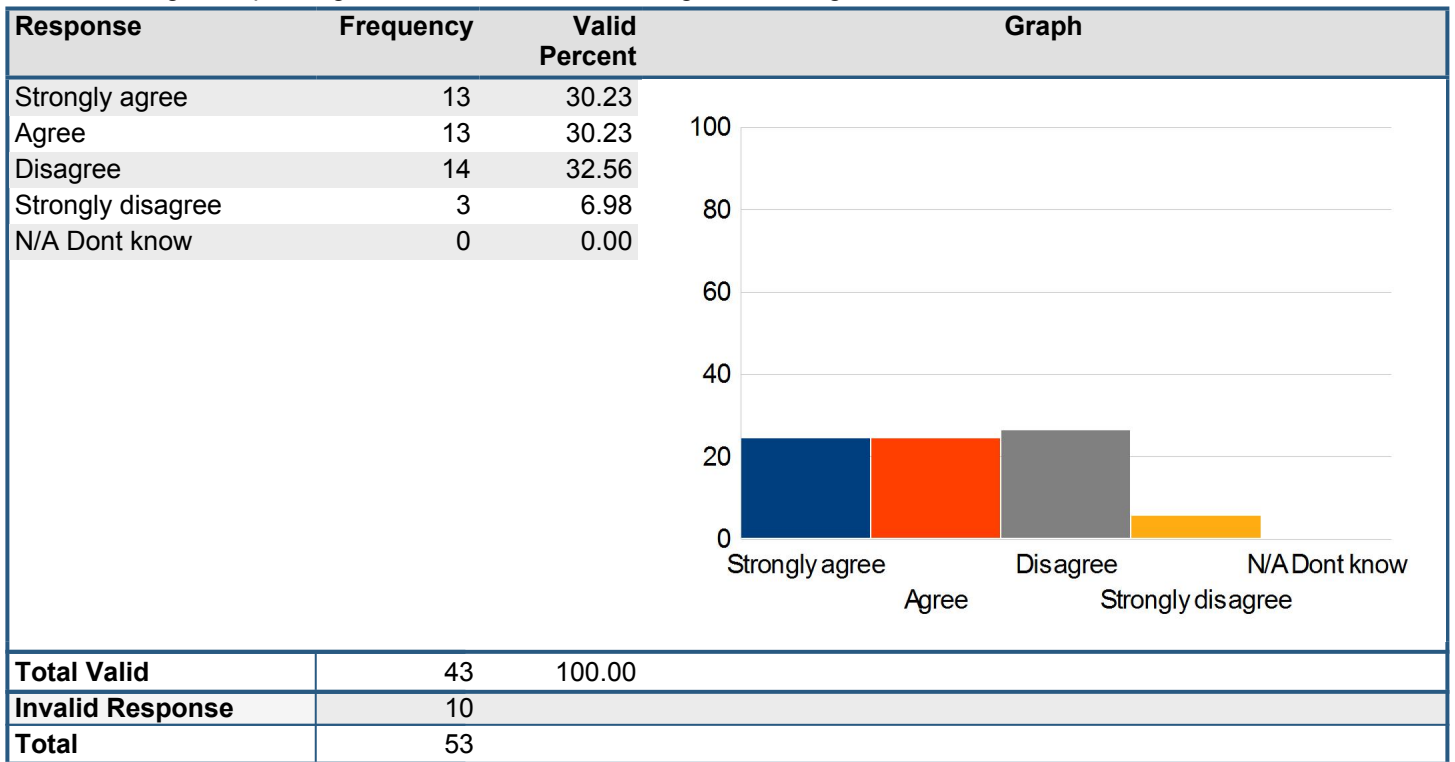 Response Frequency Valid Percent Graph
Strongly agree 13 30.23
Agree 13 30.23
Disagree 14 32.56
Strongly disagree 3 6.98
N/A Dont know 0 0.00
100
80
60
40
20
0
Strongly agree Disagree N/A Dont know
Agree Strongly disagree
Total Valid 43 100.00
Invalid Response 10
Total 53